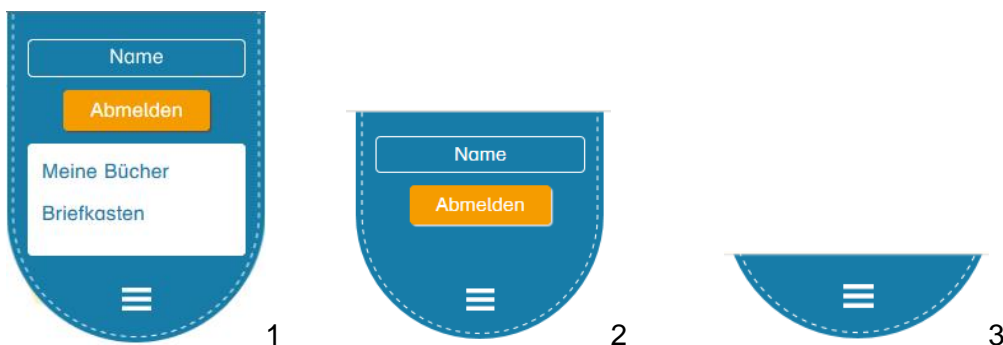 Name
Abmelden
Meine Bücher
Briefkasten
1
Name
Abmelden
2
3